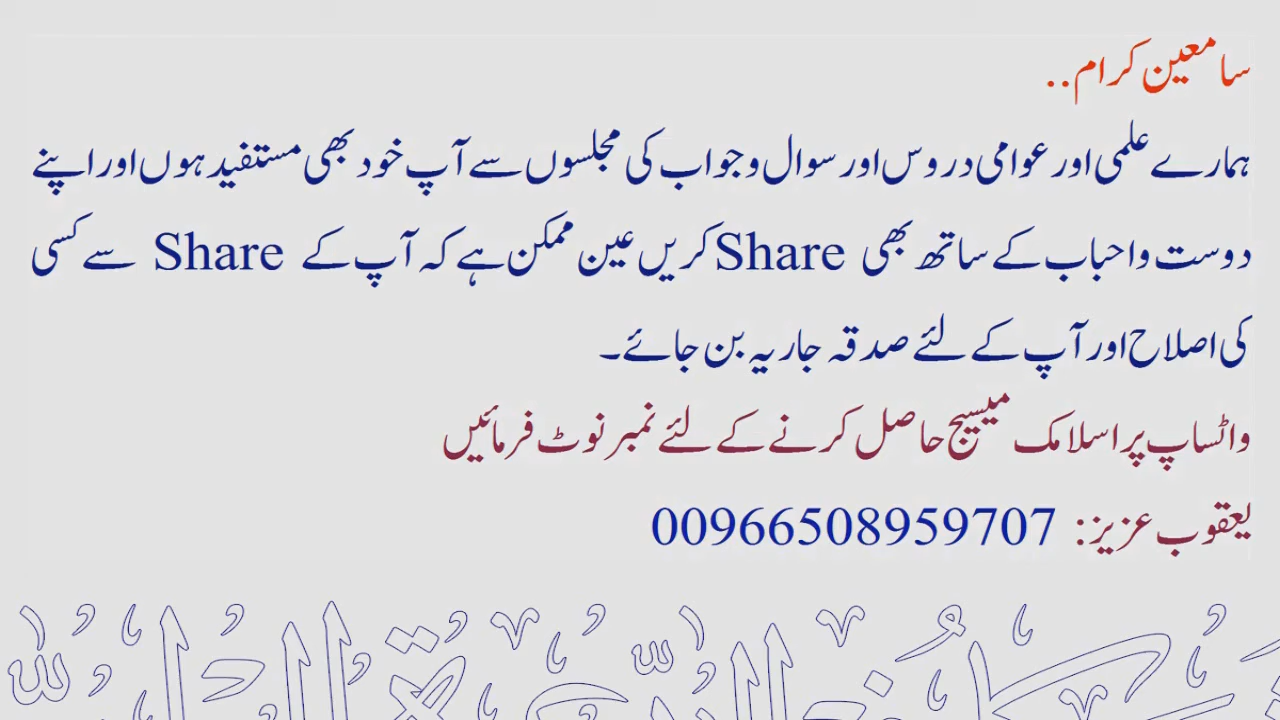 سامعین کرام..
ہمارے علمی اور عوامی دروس اور سوال و جواب کی مجلسوں سے آپ خود بھی مستفید ہوں اور اپنے
دوست و احباب کے ساتھ بھی Share کریں عین ممکن ہے کہ آپ کے Share سے کسی
کی اصلاح اور آپ کے لئے صدقہ جاریہ بن جائے۔
واٹساپ پر اسلامک میسیج حاصل کرنے کے لئے نمبر نوٹ فرمائیں
یعقوب عزیز: 00966508959707